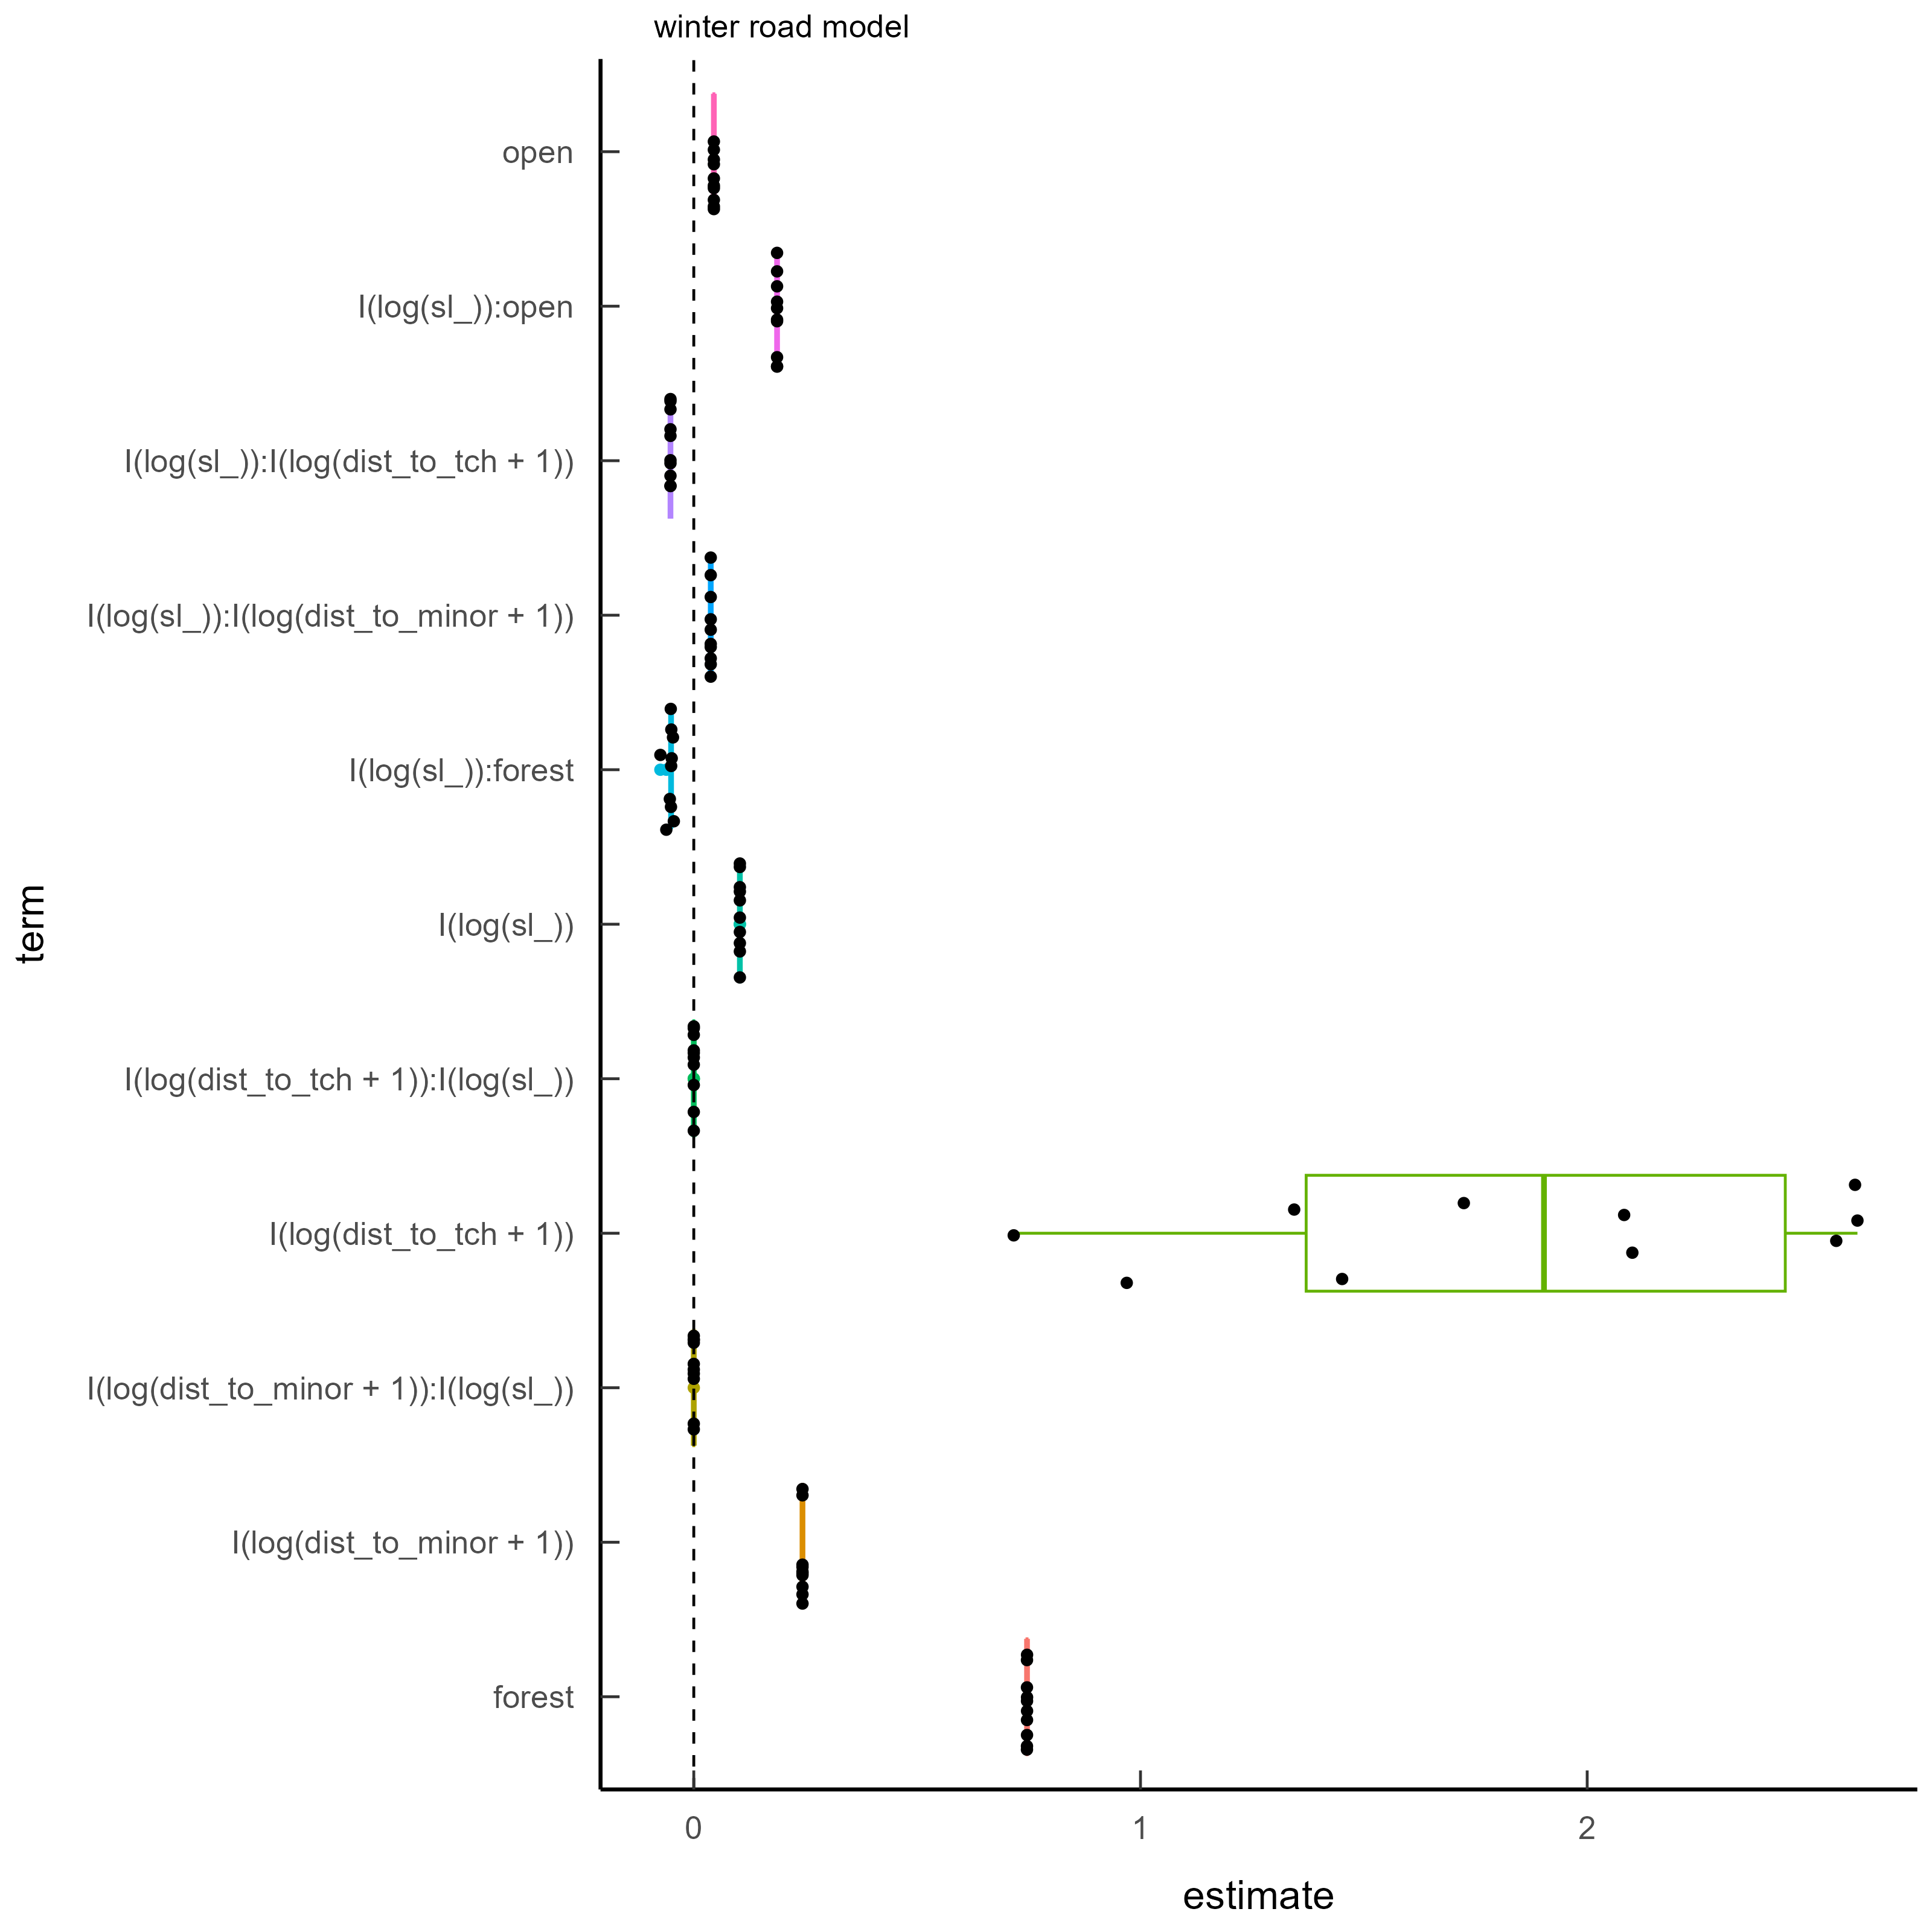 winter road model
open
I(log(sl_)):open
I(log(sl_)):I(log(dist_to_tch + 1))
I(log(sl_)):I(log(dist_to_minor + 1))
I(log(sl_)):forest
I(log(sl_))
I(log(dist_to_tch + 1)):I(log(sl_))
I(log(dist_to_tch + 1))
I(log(dist_to_minor + 1)):I(log(sl_))
I(log(dist_to_minor + 1))
forest
term
0 1 2
estimate